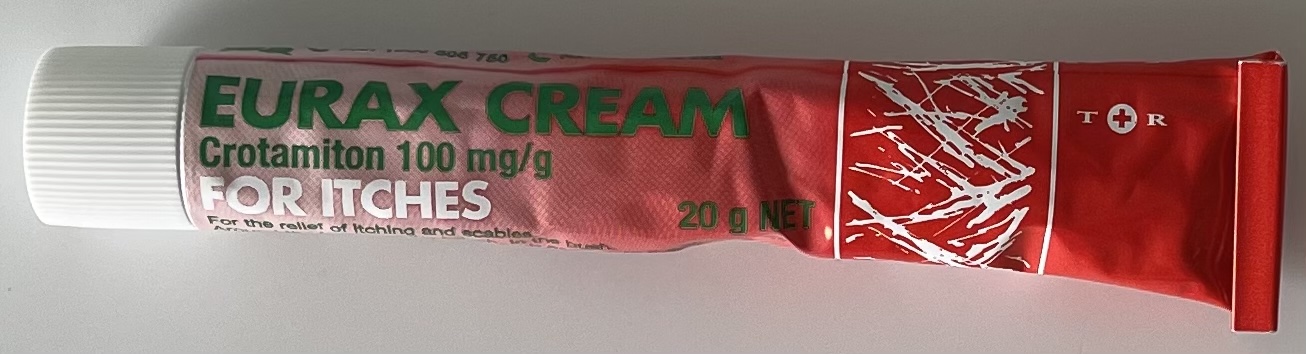 EURAX CREAM
Crotamiton 100 mg/g
FOR ITCHES
20 g NET
For the relief of itching and scabies
T R